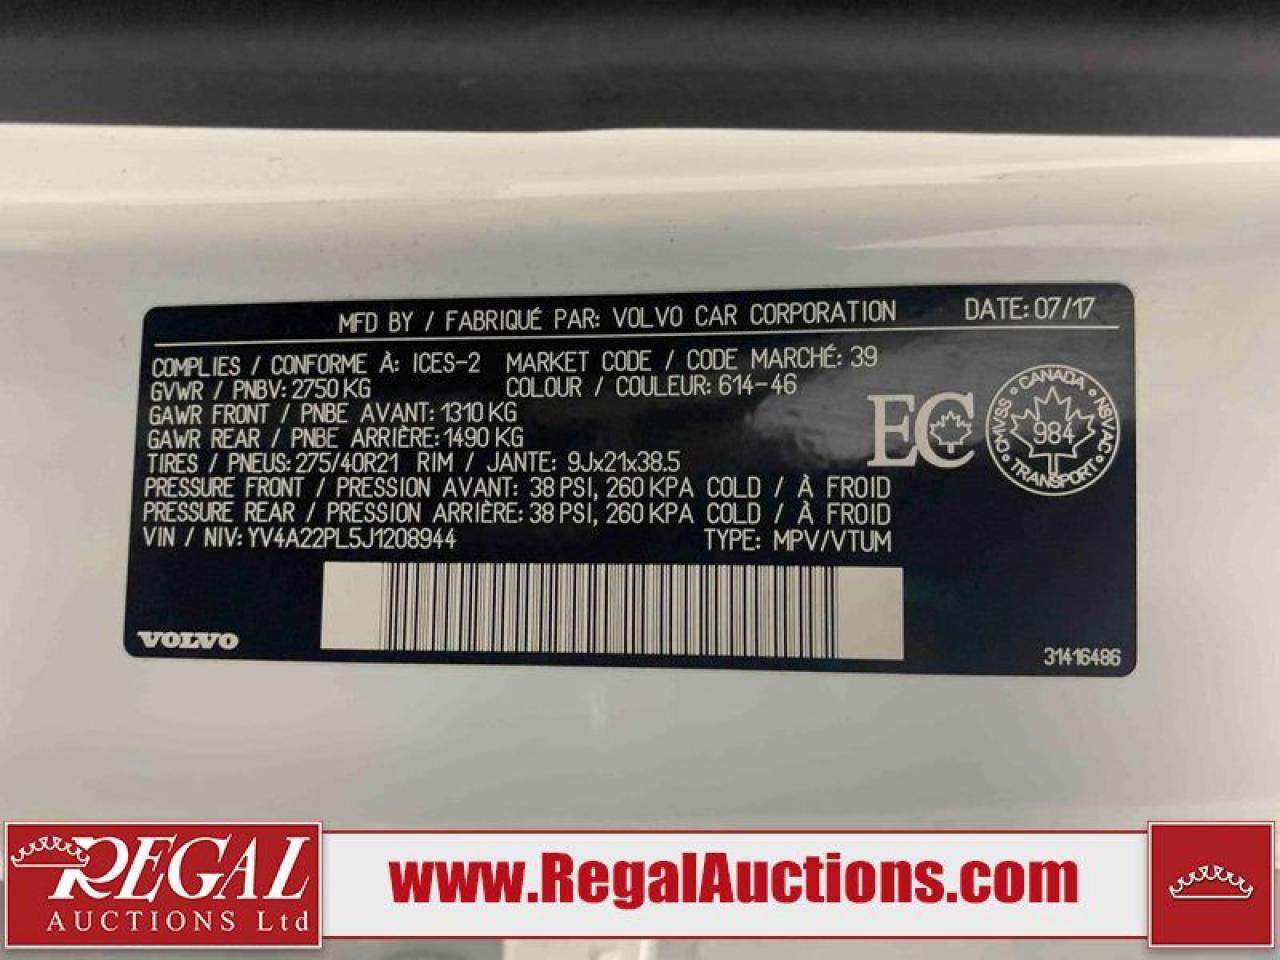 MFD BY / FABRIQUÉ PAR: VOLVO CAR CORPORATION DATE: 07/17
COMPLIES / CONFORME À: ICES-2 MARKET CODE / CODE MARCHÉ: 39
GVWR / PNBV: 2750 KG COLOUR / COULEUR: 614-46
GAWR FRONT / PNBE AVANT: 1310 KG
GAWR REAR / PNBE ARRIÈRE: 1490 KG
TIRES / PNEUS: 275/40R21 RIM / JANTE: 9Jx21x38.5
PRESSURE FRONT / PRESSION AVANT: 38 PSI, 260 KPA COLD / À FROID
PRESSURE REAR / PRESSION ARRIÈRE: 38 PSI, 260 KPA COLD / À FROID
VIN / NIV: YV4A22PL5J1208944 TYPE: MPV/VTUM
EC
CANADA
CMVSS 984 NSVAC
TRANSPORT
VOLVO
31416486
REGAL
AUCTIONS Ltd
www.RegalAuctions.com